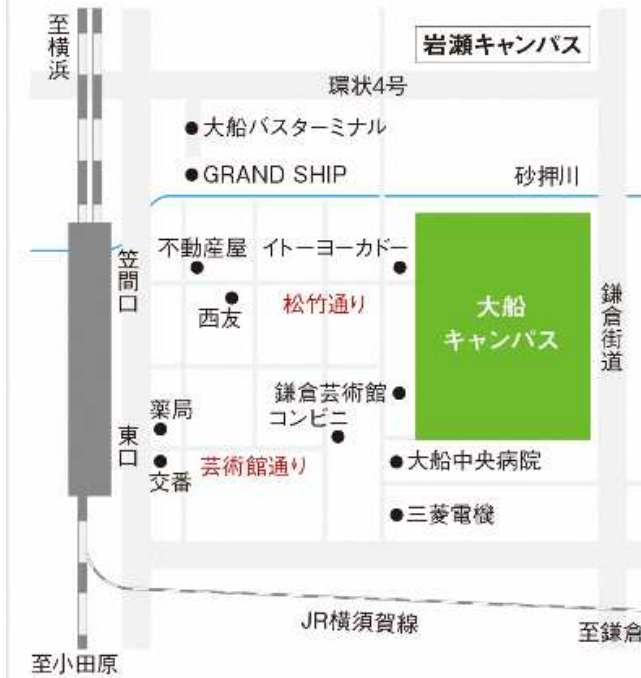 至横浜
岩瀬キャンパス
環状4号
大船バスターミナル
GRAND SHIP
砂押川
笠間口
不動産屋
イトーヨーカドー
西友
松竹通り
大船
キャンパス
鎌倉街道
鎌倉芸術館
コンビニ
薬局
東口
交番
芸術館通り
大船中央病院
三菱電機
JR横須賀線
至鎌倉
至小田原